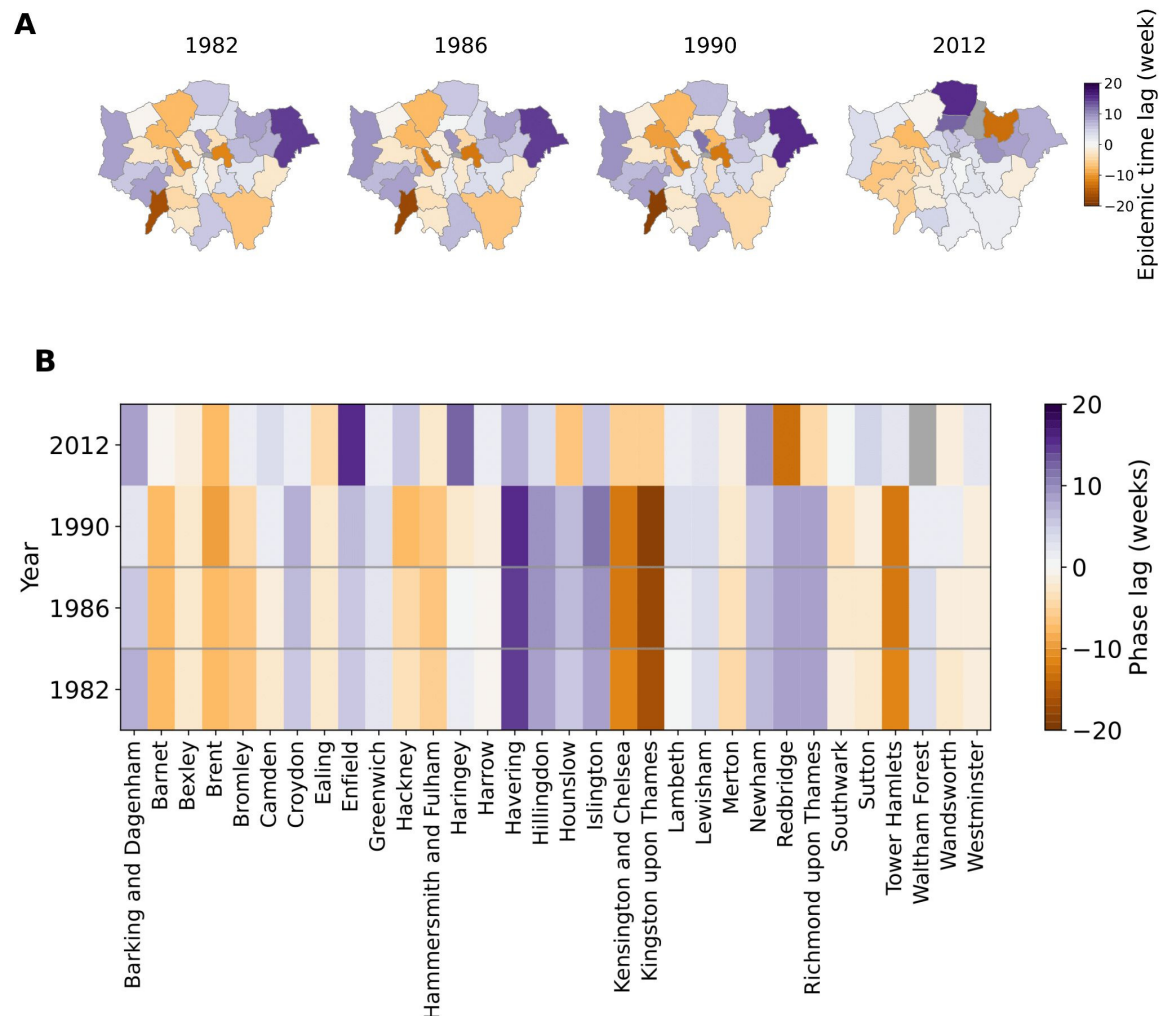 A
1982
1986
1990
2012
20
10
0
−10
−20
Epidemic time lag (week)
B
2012
1990
1986
1982
Year
20
10
0
−10
−20
Phase lag (weeks)
Barking and Dagenham
Barnet
Bexley
Brent
Bromley
Camden
Croydon
Ealing
Enfield
Greenwich
Hackney
Hammersmith and Fulham
Haringey
Harrow
Havering
Hillingdon
Hounslow
Islington
Kensington and Chelsea
Kingston upon Thames
Lambeth
Lewisham
Merton
Newham
Redbridge
Richmond upon Thames
Southwark
Sutton
Tower Hamlets
Waltham Forest
Wandsworth
Westminster